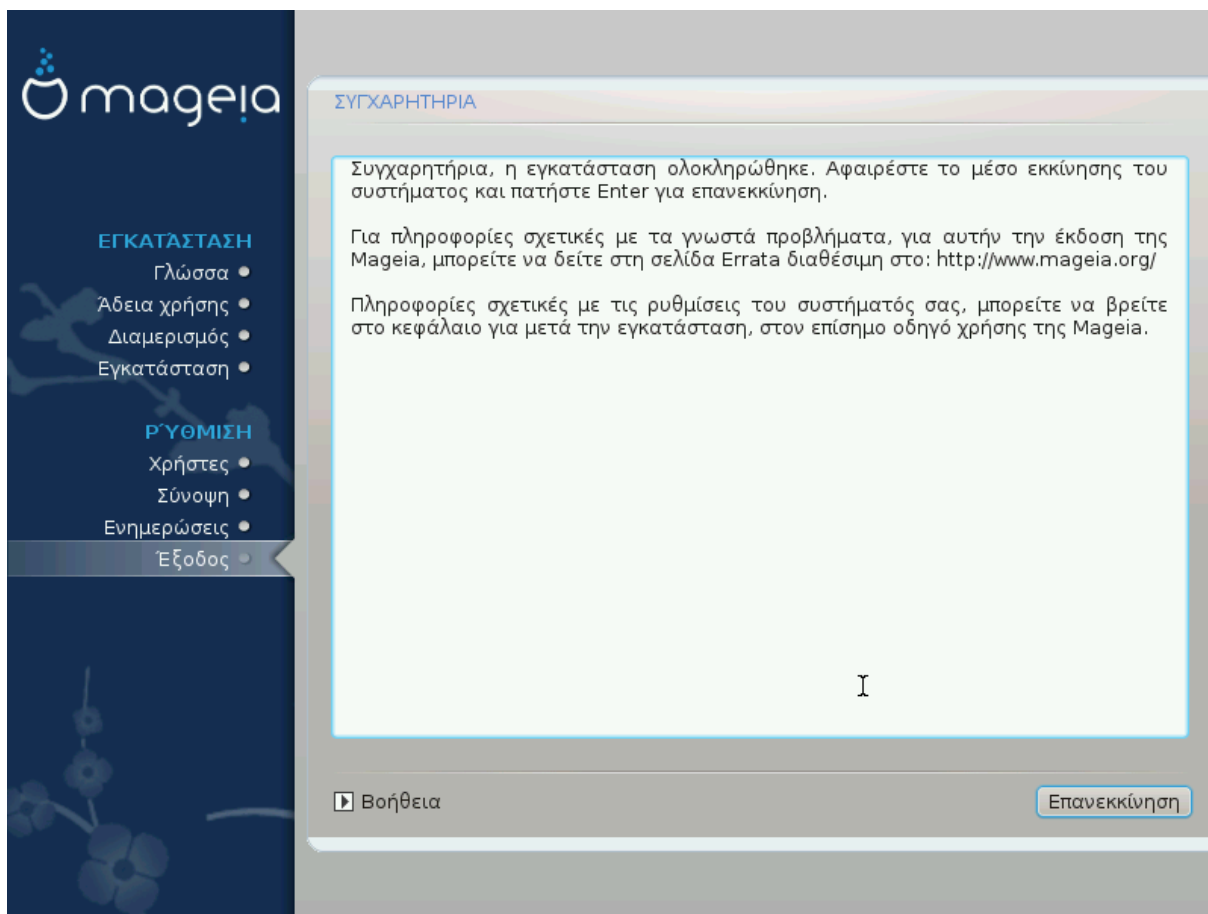 mageia
ΕΓΚΑΤΆΣΤΑΣΗ
Γλώσσα
Άδεια χρήσης
Διαμερισμός
Εγκατάσταση
ΡΎΘΜΙΣΗ
Χρήστες
Σύνοψη
Ενημερώσεις
Έξοδος
ΣΥΓΧΑΡΗΤΗΡΙΑ
Συγχαρητήρια, η εγκατάσταση ολοκληρώθηκε. Αφαιρέστε το μέσο εκκίνησης του
συστήματος και πατήστε Enter για επανεκκίνηση.
Για πληροφορίες σχετικές με τα γνωστά προβλήματα, για αυτήν την έκδοση της
Mageia, μπορείτε να δείτε στη σελίδα Errata διαθέσιμη στο: http://www.mageia.org/
Πληροφορίες σχετικές με τις ρυθμίσεις του συστήματός σας, μπορείτε να βρείτε
στο κεφάλαιο για μετά την εγκατάσταση, στον επίσημο οδηγό χρήσης της Mageia.
Βοήθεια
Επανεκκίνηση